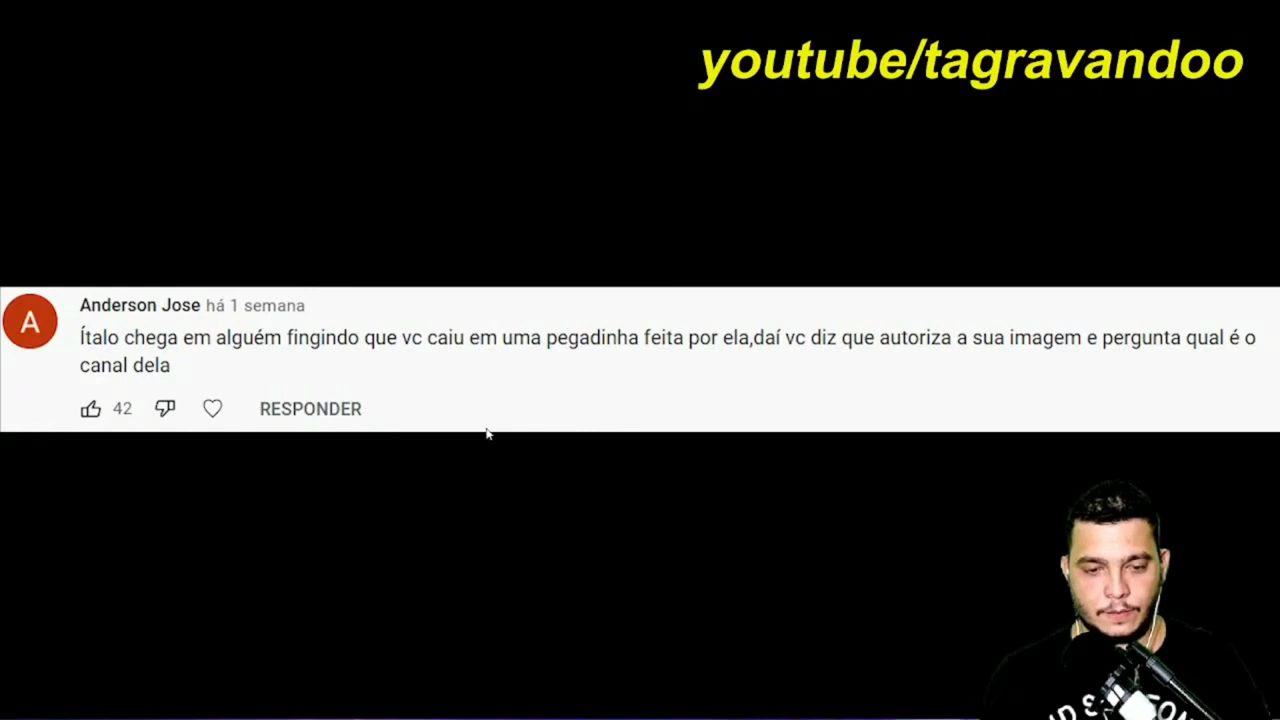 youtube/tagravandoo
A
Anderson Jose há 1 semana
Ítalo chega em alguém fingindo que vc caiu em uma pegadinha feita por ela,daí vc diz que autoriza a sua imagem e pergunta qual é o
canal dela
42
RESPONDER